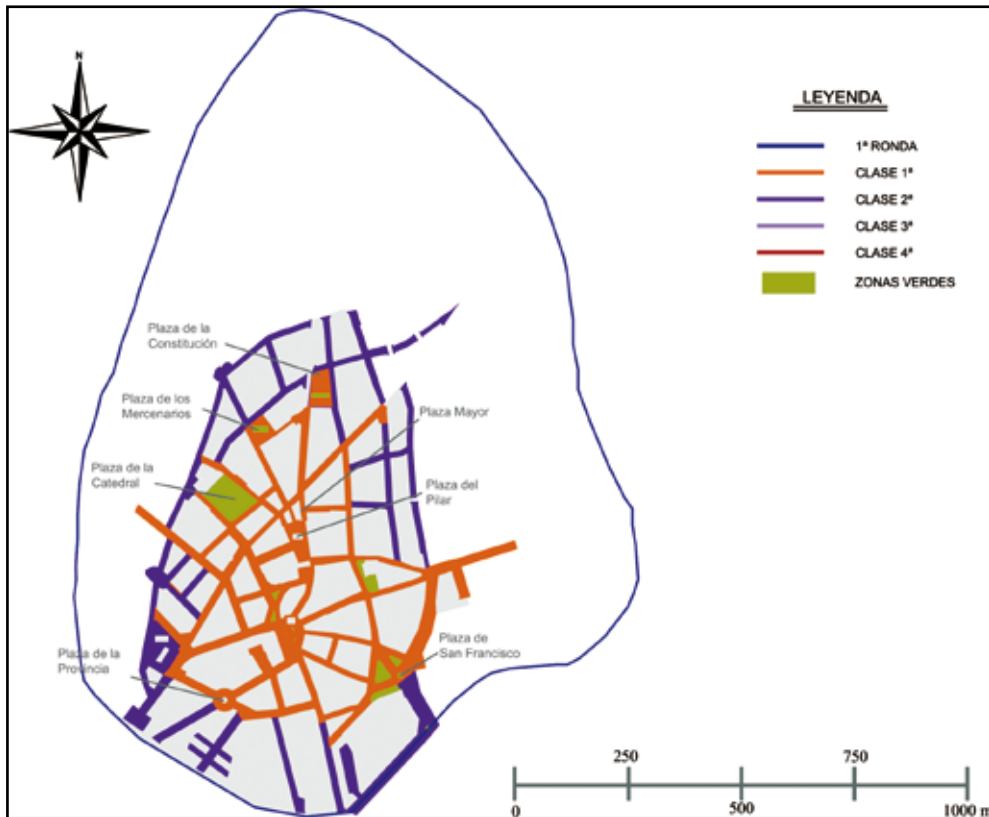 N
LEYENDA
1ª RONDA
CLASE 1ª
CLASE 2ª
CLASE 3ª
CLASE 4ª
ZONAS VERDES
Plaza de la
Constitución
Plaza de los
Mercenarios
Plaza Mayor
Plaza de la
Catedral
Plaza del
Pilar
Plaza de
San Francisco
Plaza de la
Provincia
250
750
0
500
1000 m